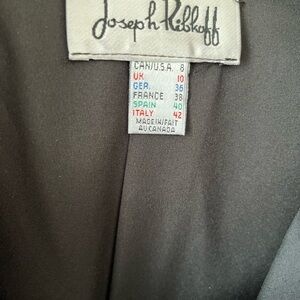 Joseph Ribkoff
CAN/U.S.A. 8
UK 10
GER. 36
FRANCE 38
SPAIN 40
ITALY 42
MADE IN/FAIT
AU CANADA